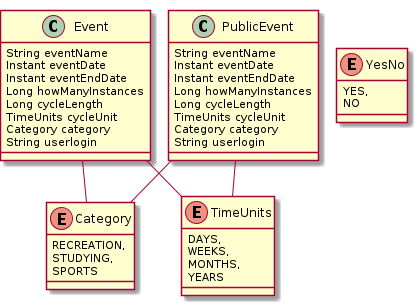 C Event
String eventName
Instant eventDate
Instant eventEndDate
Long howManyInstances
Long cycleLength
TimeUnits cycleUnit
Category category
String userlogin
C PublicEvent
String eventName
Instant eventDate
Instant eventEndDate
Long howManyInstances
Long cycleLength
TimeUnits cycleUnit
Category category
String userlogin
E YesNo
YES,
NO
E Category
RECREATION,
STUDYING,
SPORTS
E TimeUnits
DAYS,
WEEKS,
MONTHS,
YEARS